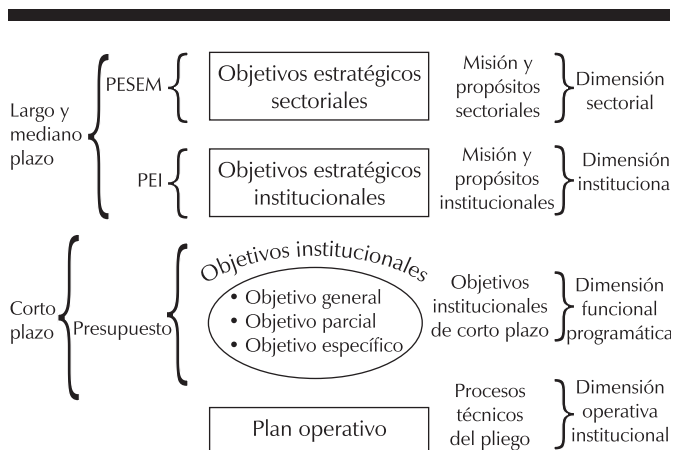 Largo y
mediano
plazo
PESEM
Objetivos estratégicos
sectoriales
Misión y
propósitos
sectoriales
Dimensión
sectorial
PEI
Objetivos estratégicos
institucionales
Misión y
propósitos
institucionales
Dimensión
instituciona
Corto
plazo
Presupuesto
Objetivos institucionales
• Objetivo general
• Objetivo parcial
• Objetivo específico
Objetivos
institucionales
de corto plazo
Dimensión
funcional
programática
Plan operativo
Procesos
técnicos
del pliego
Dimensión
operativa
institucional